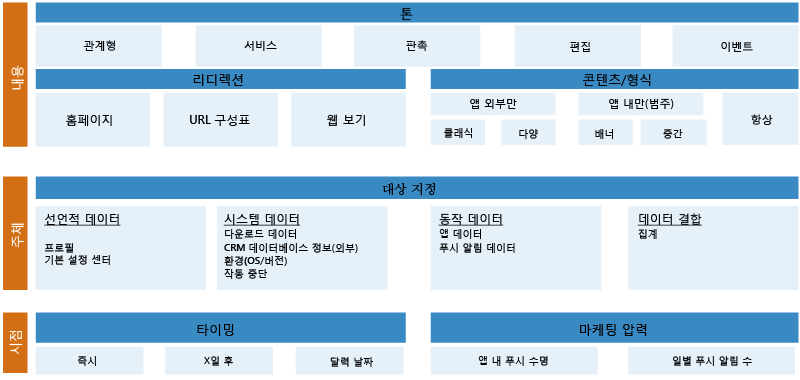 내용
톤
관계형
서비스
판촉
편집
이벤트
리디렉션
콘텐츠/형식
홈페이지
URL 구성표
웹 보기
앱 외부만
앱 내만(범주)
항상
클래식
다양
배너
중간
주체
대상 지정
선언적 데이터
프로필
기본 설정 센터
시스템 데이터
다운로드 데이터
CRM 데이터베이스 정보(외부)
환경(OS/버전)
작동 중단
동작 데이터
앱 데이터
푸시 알림 데이터
데이터 결합
집계
시점
타이밍
마케팅 압력
즉시
X일 후
달력 날짜
앱 내 푸시 수명
일별 푸시 알림 수